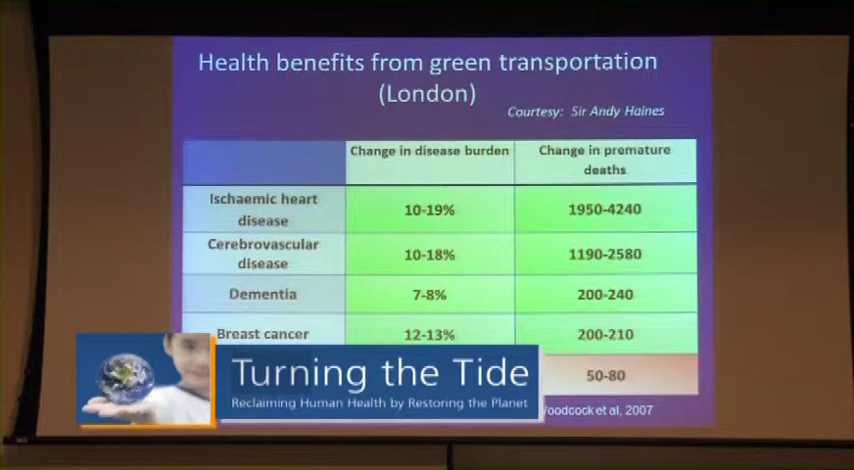 Health benefits from green transportation
(London)
Courtesy: Sir Andy Haines
Change in disease burden
Change in premature
deaths
Ischaemic heart
disease
10-19%
1950-4240
Cerebrovascular
disease
10-18%
1190-2580
Dementia
7-8%
200-240
Breast cancer
12-13%
200-210
50-80
Turning the Tide
Reclaiming Human Health by Restoring the Planet
et al, 2007